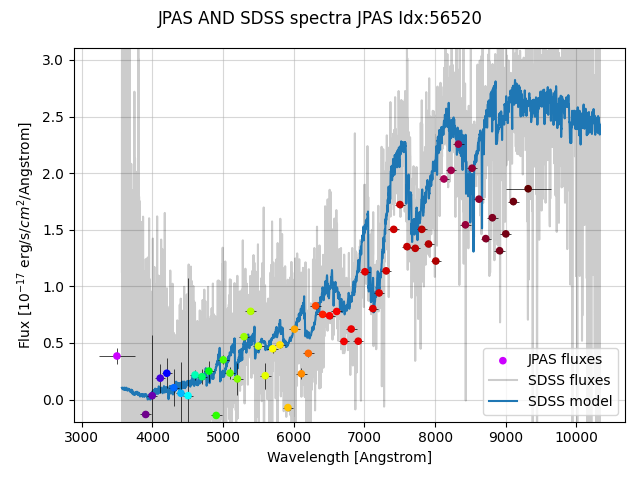 JPAS AND SDSS spectra JPAS Idx:56520
3.0
2.5
2.0
1.5
1.0
0.5
0.0
Flux [10⁻¹⁷ erg/s/cm²/Angstrom]
JPAS fluxes
SDSS fluxes
SDSS model
3000 4000 5000 6000 7000 8000 9000 10000
Wavelength [Angstrom]